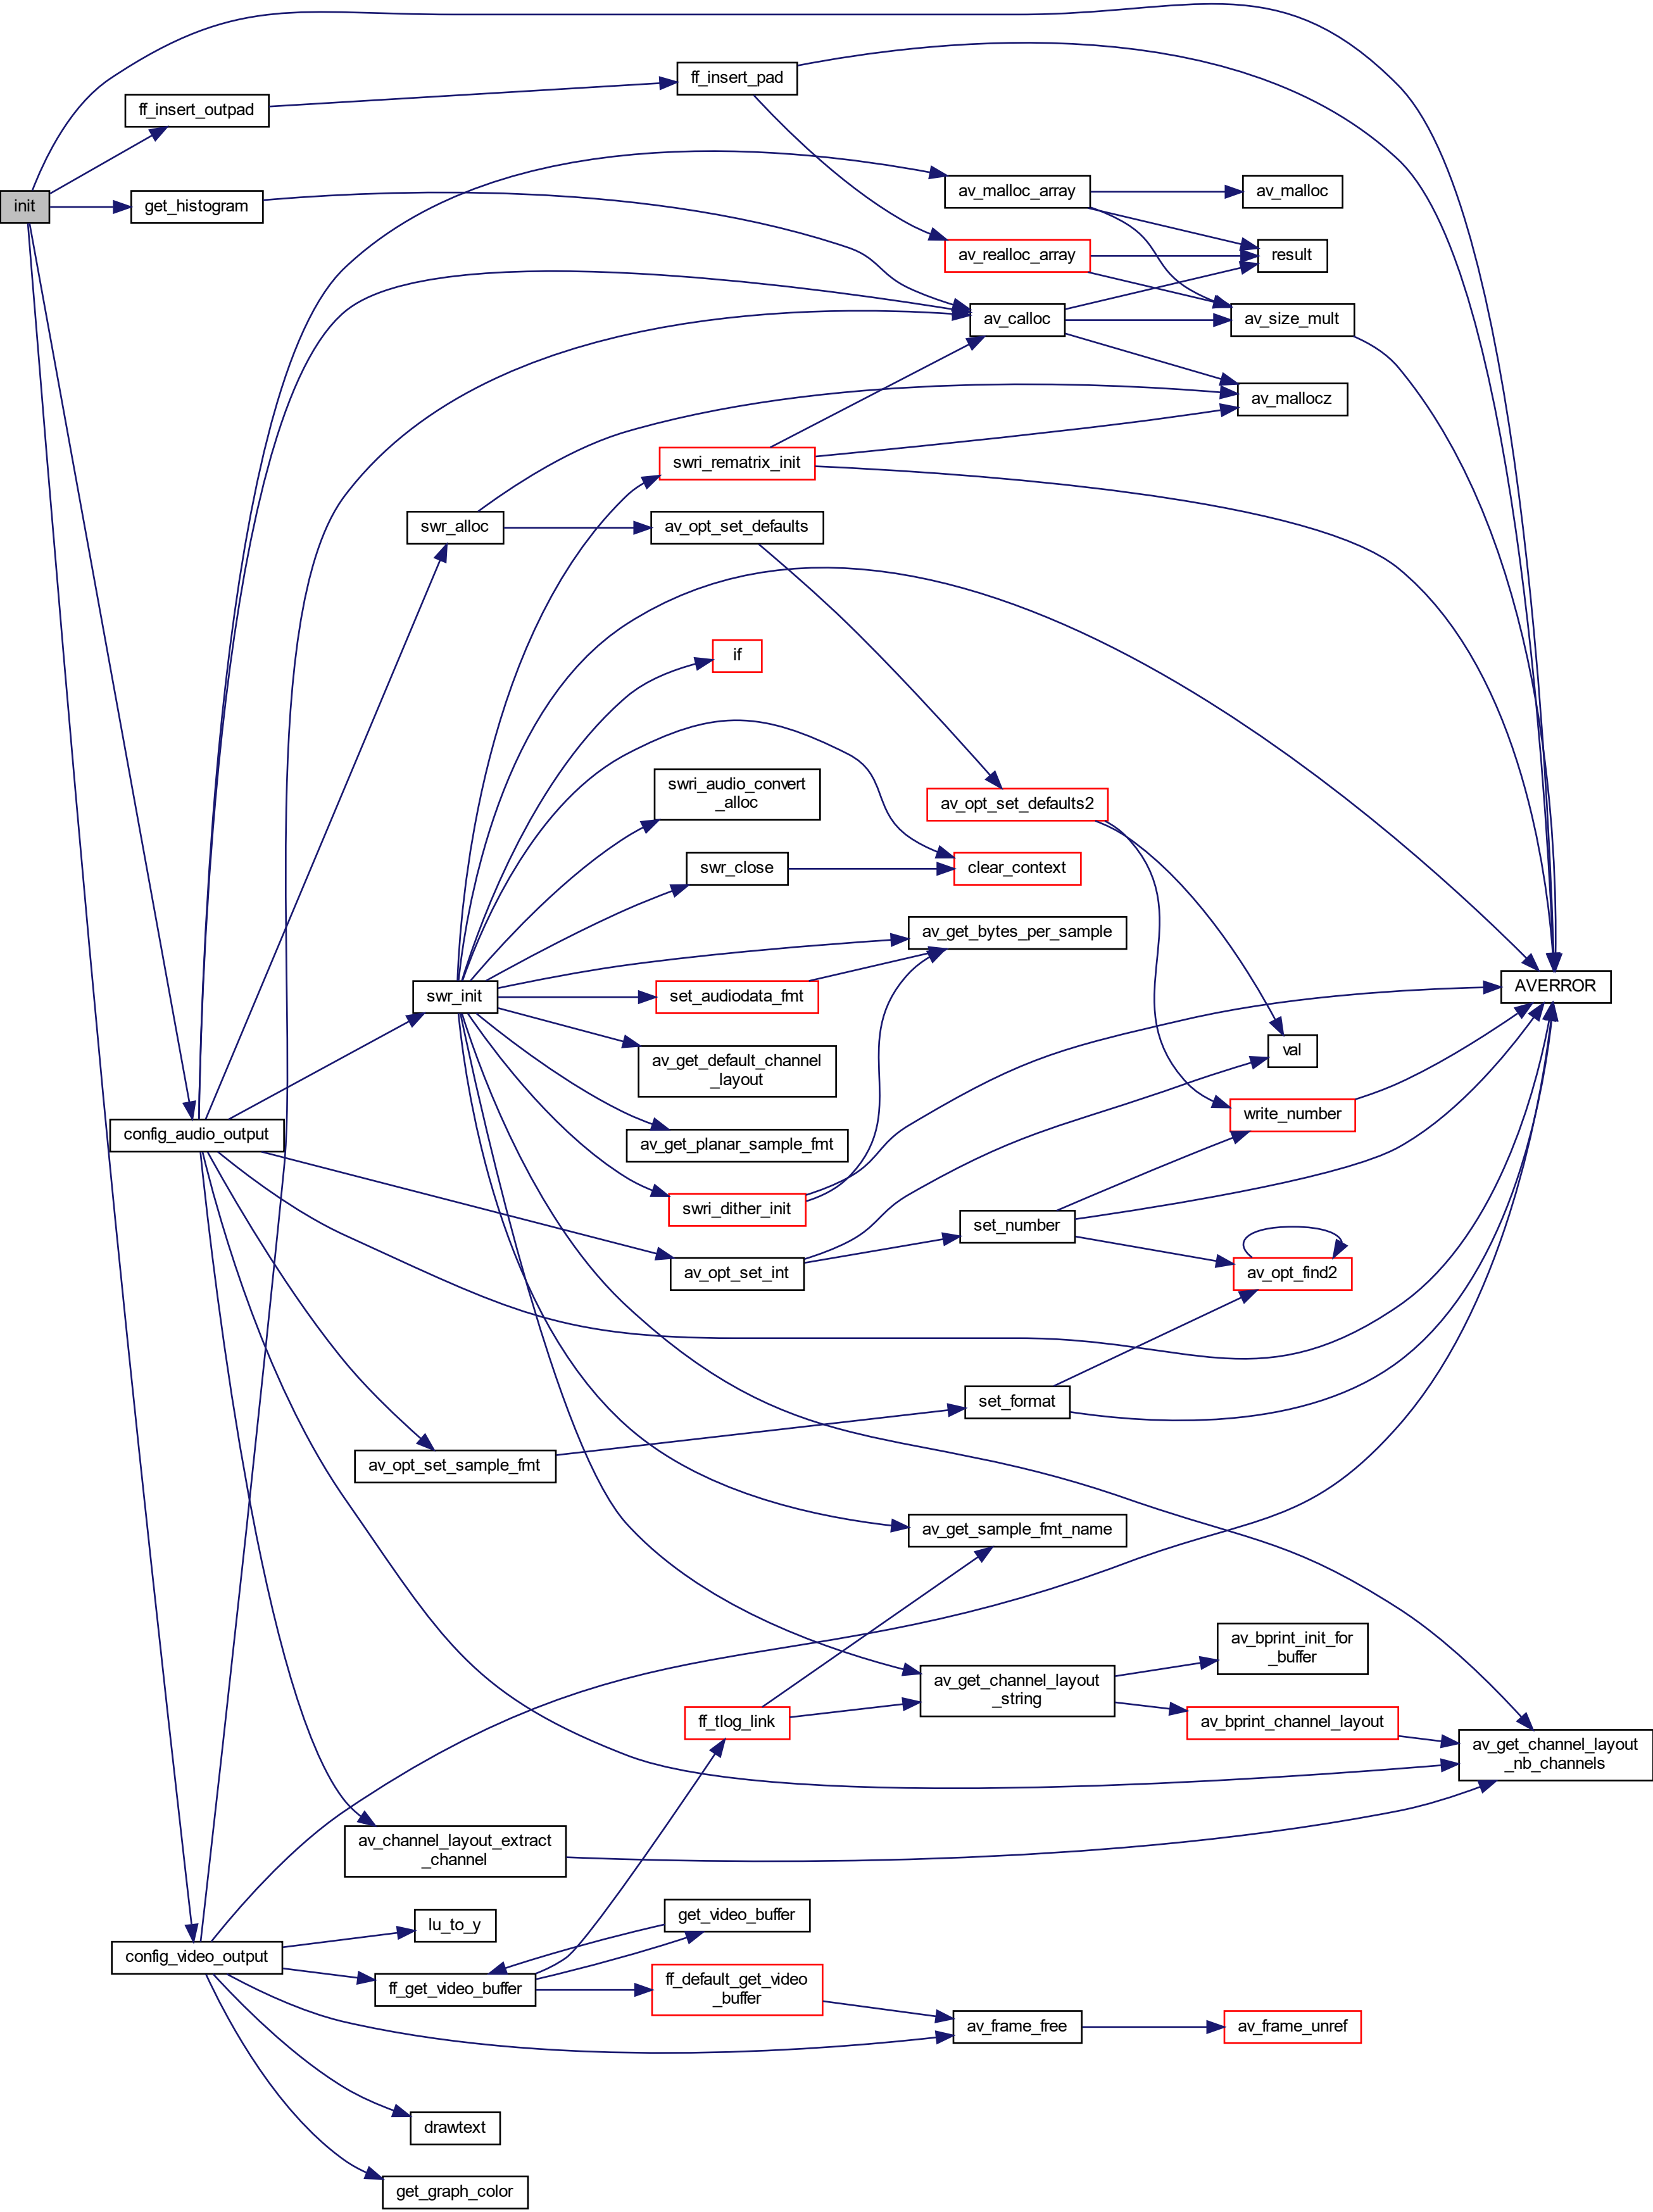 ff_insert_pad
ff_insert_outpad
init
get_histogram
av_malloc_array
av_malloc
av_realloc_array
result
av_calloc
av_size_mult
av_mallocz
swri_rematrix_init
swr_alloc
av_opt_set_defaults
if
swri_audio_convert
_alloc
av_opt_set_defaults2
swr_close
clear_context
av_get_bytes_per_sample
swr_init
set_audiodata_fmt
AVERROR
av_get_default_channel
_layout
val
config_audio_output
av_get_planar_sample_fmt
write_number
swri_dither_init
set_number
av_opt_set_int
av_opt_find2
set_format
av_opt_set_sample_fmt
av_get_sample_fmt_name
av_bprint_init_for
_buffer
av_get_channel_layout
_string
ff_tlog_link
av_bprint_channel_layout
av_get_channel_layout
_nb_channels
av_channel_layout_extract
_channel
get_video_buffer
lu_to_y
config_video_output
ff_get_video_buffer
ff_default_get_video
_buffer
av_frame_free
av_frame_unref
drawtext
get_graph_color